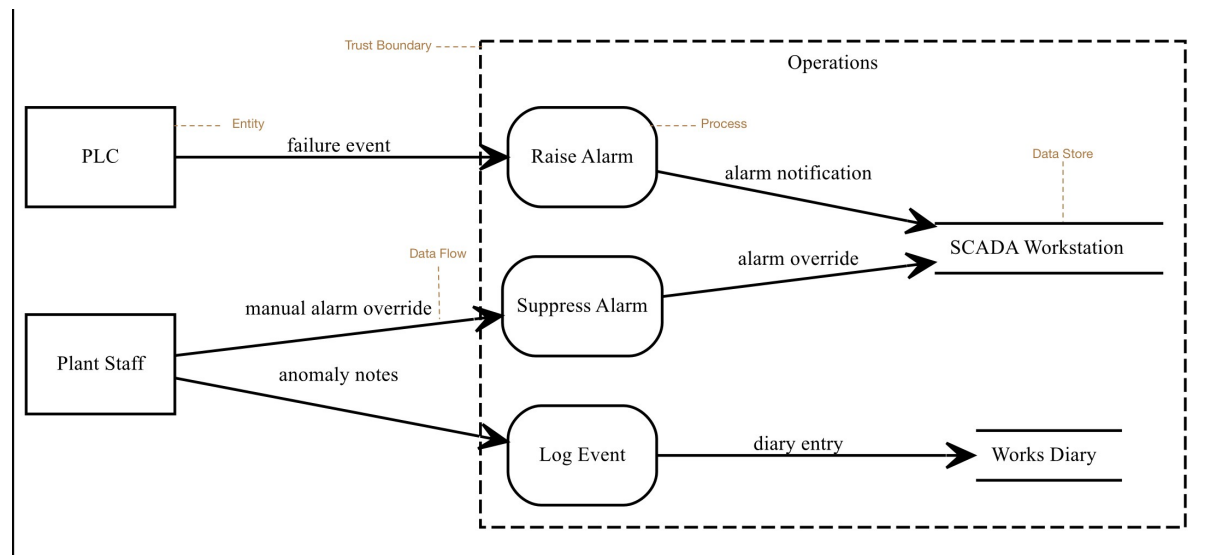 Trust Boundary
Operations
Entity
Process
PLC
failure event
Raise Alarm
alarm notification
Data Store
SCADA Workstation
Data Flow
alarm override
manual alarm override
Suppress Alarm
Plant Staff
anomaly notes
Log Event
diary entry
Works Diary